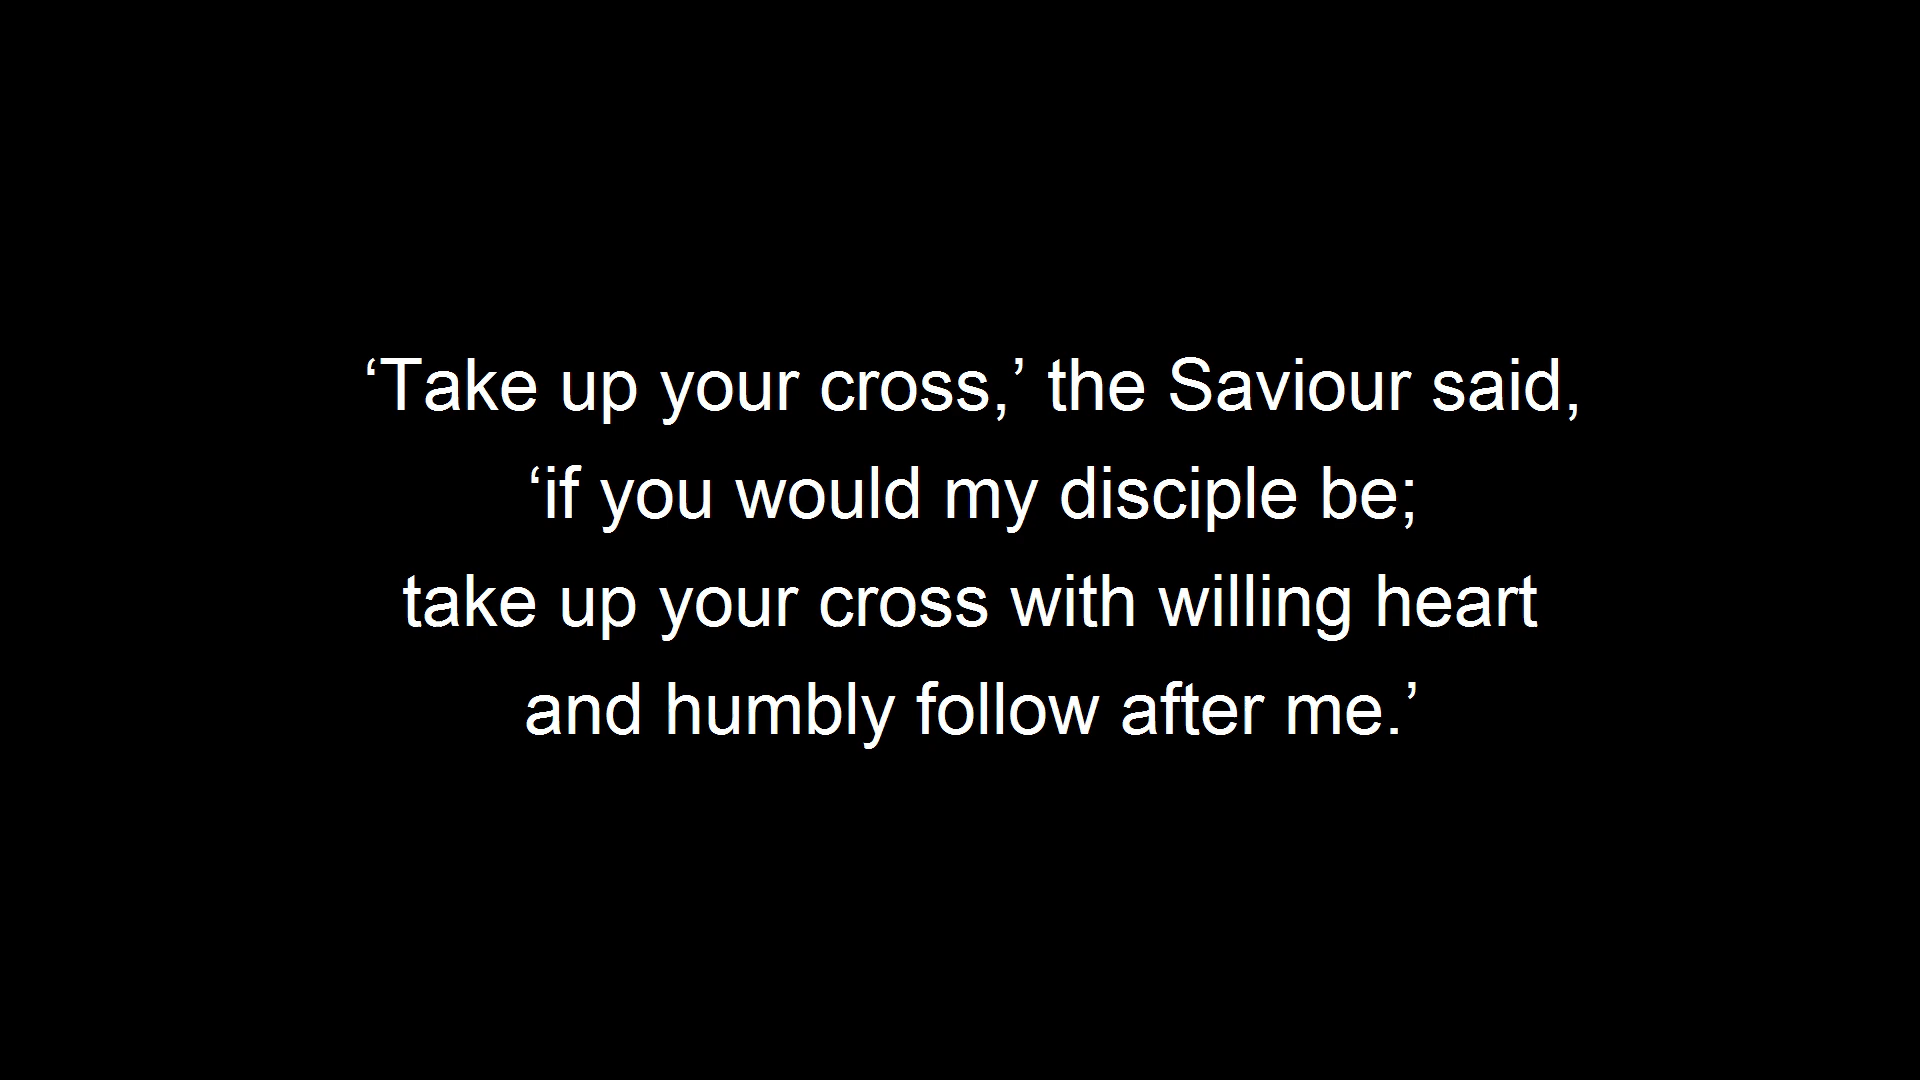 ‘Take up your cross,’ the Saviour said,
‘if you would my disciple be;
take up your cross with willing heart
and humbly follow after me.’